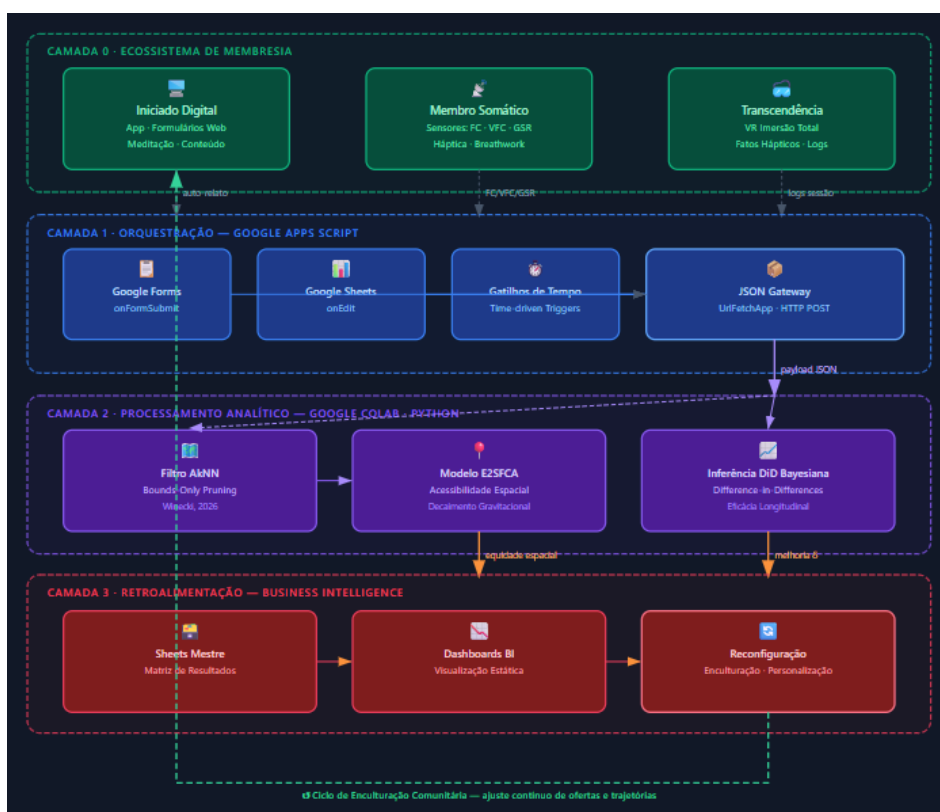 CAMADA 0 · ECOSSISTEMA DE MEMBRESIA
Iniciado Digital
App · Formulários Web
Meditação · Conteúdo
Membro Somático
Sensores: FC · VFC · GSR
Háptica · Breathwork
Transcendência
VR Imersão Total
Fatos Hápticos · Logs
auto-relato
FC/VFC/GSR
logs sessão
CAMADA 1 · ORQUESTRAÇÃO — GOOGLE APPS SCRIPT
Google Forms
onFormSubmit
Google Sheets
onEdit
Gatilhos de Tempo
Time-driven Triggers
JSON Gateway
UrlFetchApp · HTTP POST
payload JSON
CAMADA 2 · PROCESSAMENTO ANALÍTICO — GOOGLE COLAB · PYTHON
Filtro AkNN
Bounds-Only Pruning
2026
Modelo E2SFCA
Acessibilidade Espacial
Decaimento Gravitacional
Inferência DiD Bayesiana
Difference-in-Differences
Eficácia Longitudinal
equidade espacial
melhoria δ
CAMADA 3 · RETROALIMENTAÇÃO — BUSINESS INTELLIGENCE
Sheets Mestre
Matriz de Resultados
Dashboards BI
Visualização Estática
Reconfiguração
Enculturação · Personalização
Ciclo de Enculturação Comunitária — ajuste contínuo de ofertas e trajetórias